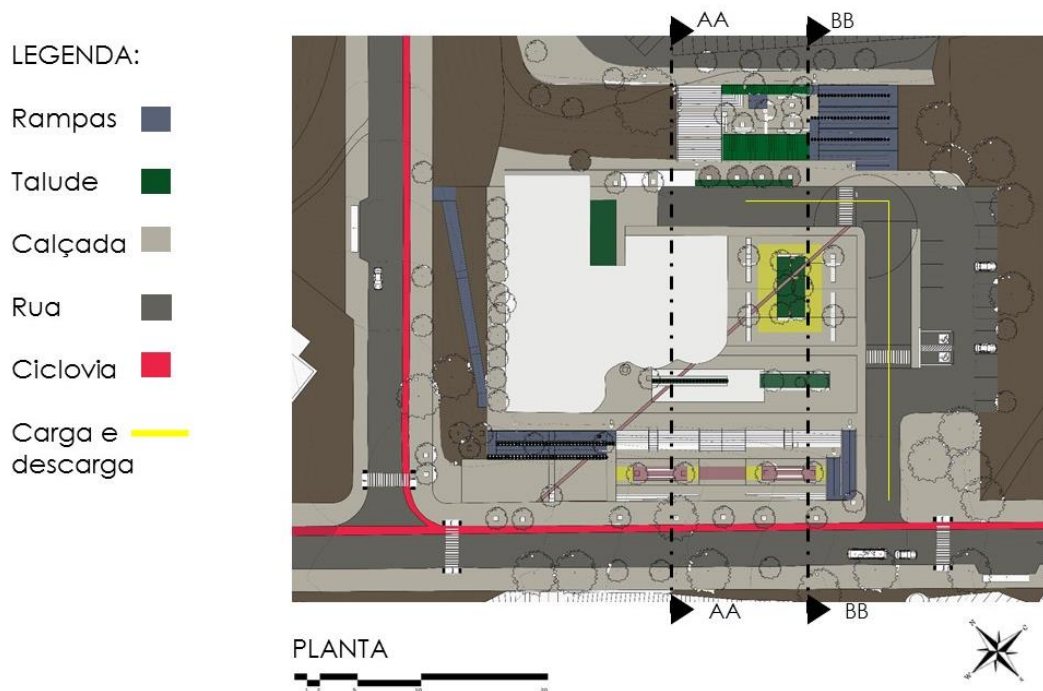 AA
BB
LEGENDA:
Rampas
Talude
Calçada
Rua
Ciclovia
Carga e
descarga
AA
BB
PLANTA